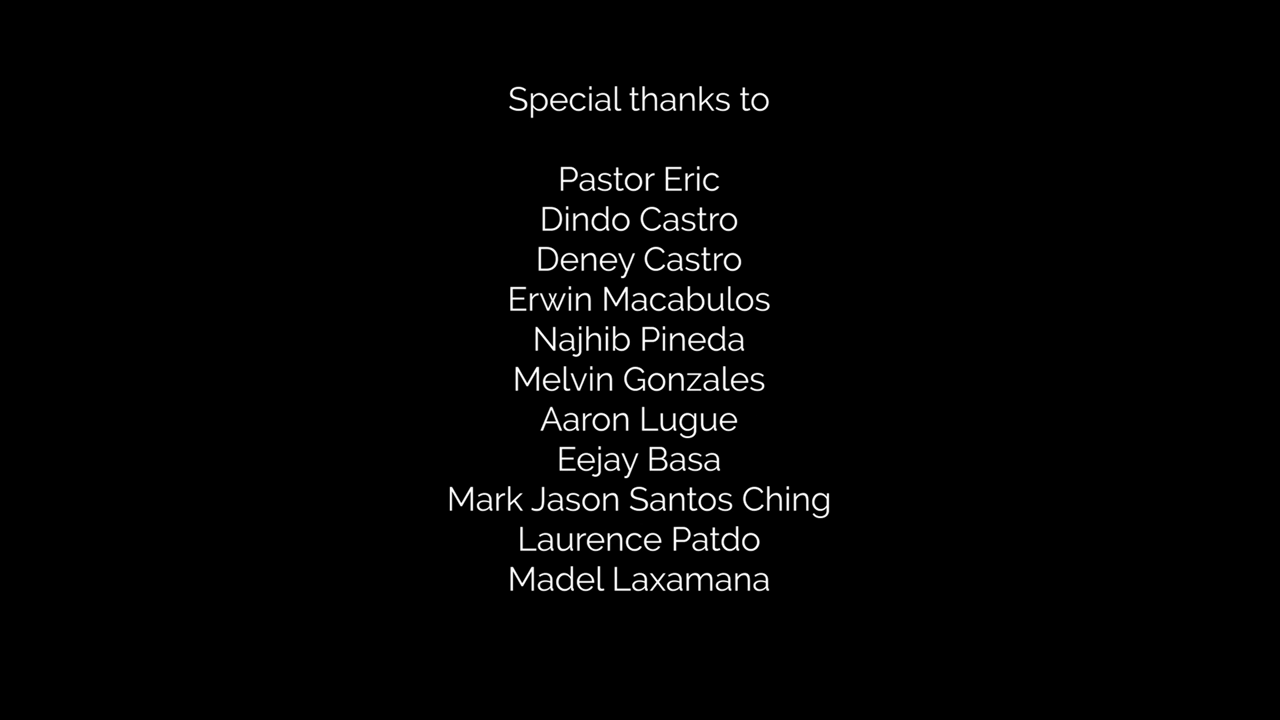 Special thanks to
Pastor Eric
Dindo Castro
Deney Castro
Erwin Macabulos
Najhib Pineda
Melvin Gonzales
Aaron Lugue
Eejay Basa
Mark Jason Santos Ching
Laurence Patdo
Madel Laxamana